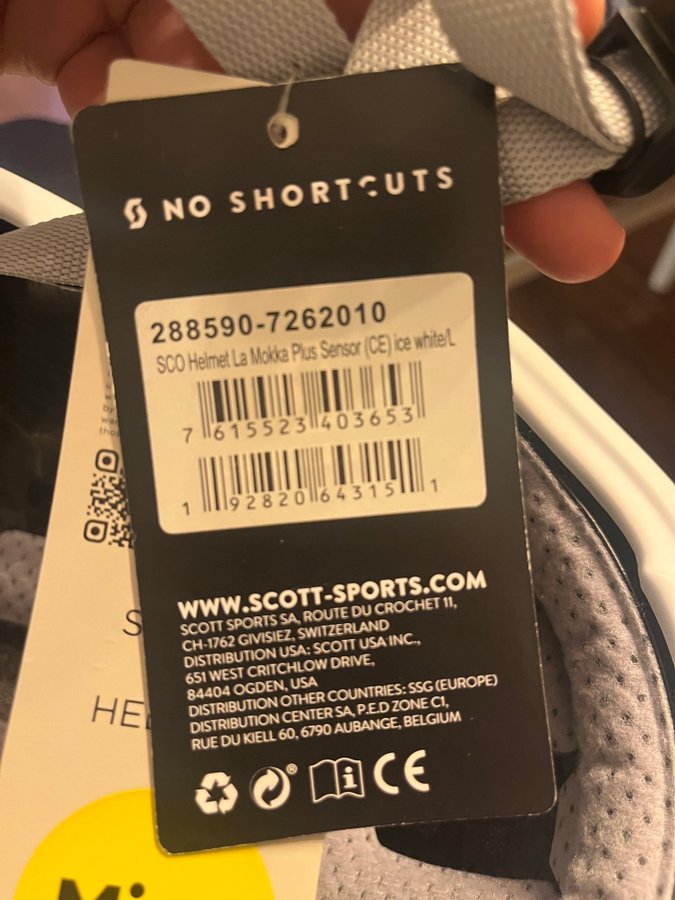 NO SHORTCUTS
288590-7262010
SCO Helmet La Mokka Plus Sensor (CE) ice white/L
7 615523 403653
1 92820 64315 1
WWW.SCOTT-SPORTS.COM
SCOTT SPORTS SA, ROUTE DU CROCHET 11,
CH-1762 GIVISIEZ, SWITZERLAND
DISTRIBUTION USA: SCOTT USA INC.,
651 WEST CRITCHLOW DRIVE,
84404 OGDEN, USA
DISTRIBUTION OTHER COUNTRIES: SSG (EUROPE)
DISTRIBUTION CENTER SA, P.E.D ZONE C1,
RUE DU KIELL 60, 6790 AUBANGE, BELGIUM
CE